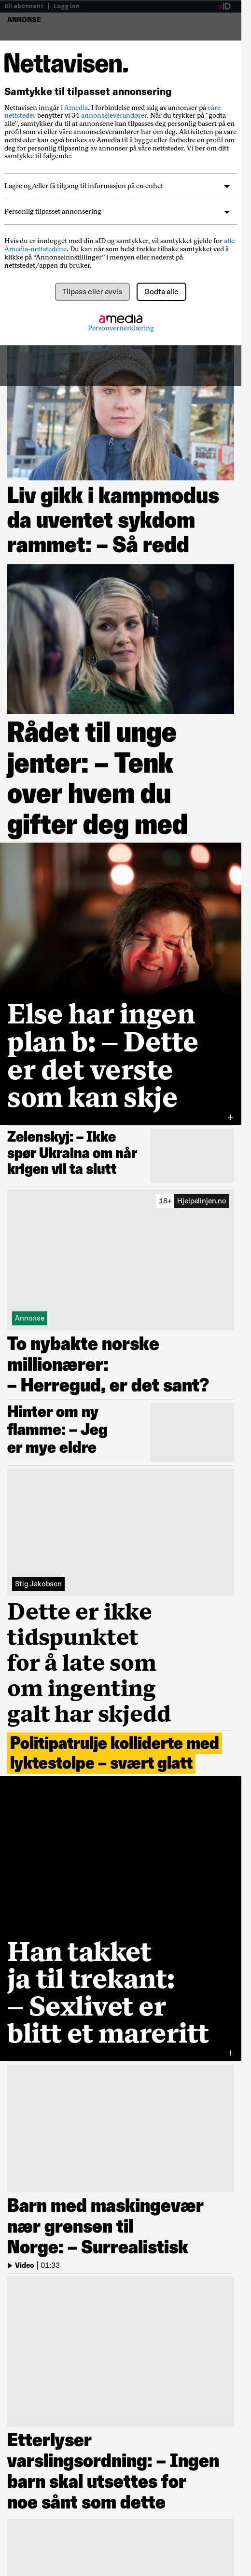 Bli abonnent
Logg inn
aID
ANNONSE
Nettavisen.
Samtykke til tilpasset annonsering
Nettavisen inngår i Amedia. I forbindelse med salg av annonser på våre
nettsteder benytter vi 34 annonseleverandører. Når du trykker på "godta
alle", samtykker du til at annonsene kan tilpasses deg personlig, samtykert på en
profil som vi eller våre annonseleverandører har om deg. Aktiviteten på våre
nettsteder kan også brukes av Amedia til å bygge eller forbedre en profil om
deg for personlig tilpasning av annonser på våre nettsteder. Vi ber om ditt
samtykke til følgende:
Lagre og/eller få tilgang til informasjon på en enhet
Personlig tilpasset annonsering
Hvis du er innlogget med din aID og samtykker, vil samtykket gjelde for alle
Amedia-nettstedene. Du kan når som helst trekke tilbake samtykket ved å
klikke på “Annonseinnstillinger” i menyen eller nederst på
nettstedet/appen du bruker.
Tilpass eller avvis
Godta alle
amedia
Personvernerklæring
Liv gikk i kampmodus
da uventet sykdom
rammet: – Så redd
Rådet til unge
jenter: – Tenk
over hvem du
gifter deg med
Else har ingen
plan b: – Dette
er det verste
som kan skje
Zelenskyj: – Ikke
spør Ukraina om når
krigen vil ta slutt
18+ Hjelpelinjen.no
Annonse
To nybakte norske
millionærer:
– Herregud, er det sant?
Hinter om ny
flamme: – Jeg
er mye eldre
Stig Jakobsen
Dette er ikke
tidspunktet
for å late som
om ingenting
galt har skjedd
Politipatrulje kolliderte med
lyktestolpe – svært glatt
Han takket
ja til trekant:
– Sexlivet er
blitt et mareritt
Barn med maskingevær
nær grensen til
Norge: – Surrealistisk
Video 01:33
Etterlyser
varslingsordning: – Ingen
barn skal utsettes for
noe sånt som dette